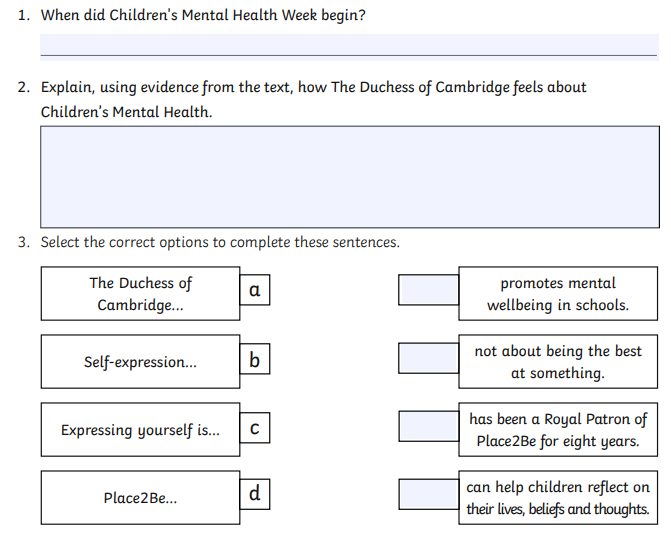 1. When did Children's Mental Health Week begin?
2. Explain, using evidence from the text, how The Duchess of Cambridge feels about
Children's Mental Health.
3. Select the correct options to complete these sentences.
The Duchess of
Cambridge...
a
promotes mental
wellbeing in schools.
Self-expression...
b
not about being the best
at something.
Expressing yourself is...
c
has been a Royal Patron of
Place2Be for eight years.
Place2Be...
d
can help children reflect on
their lives, beliefs and thoughts.